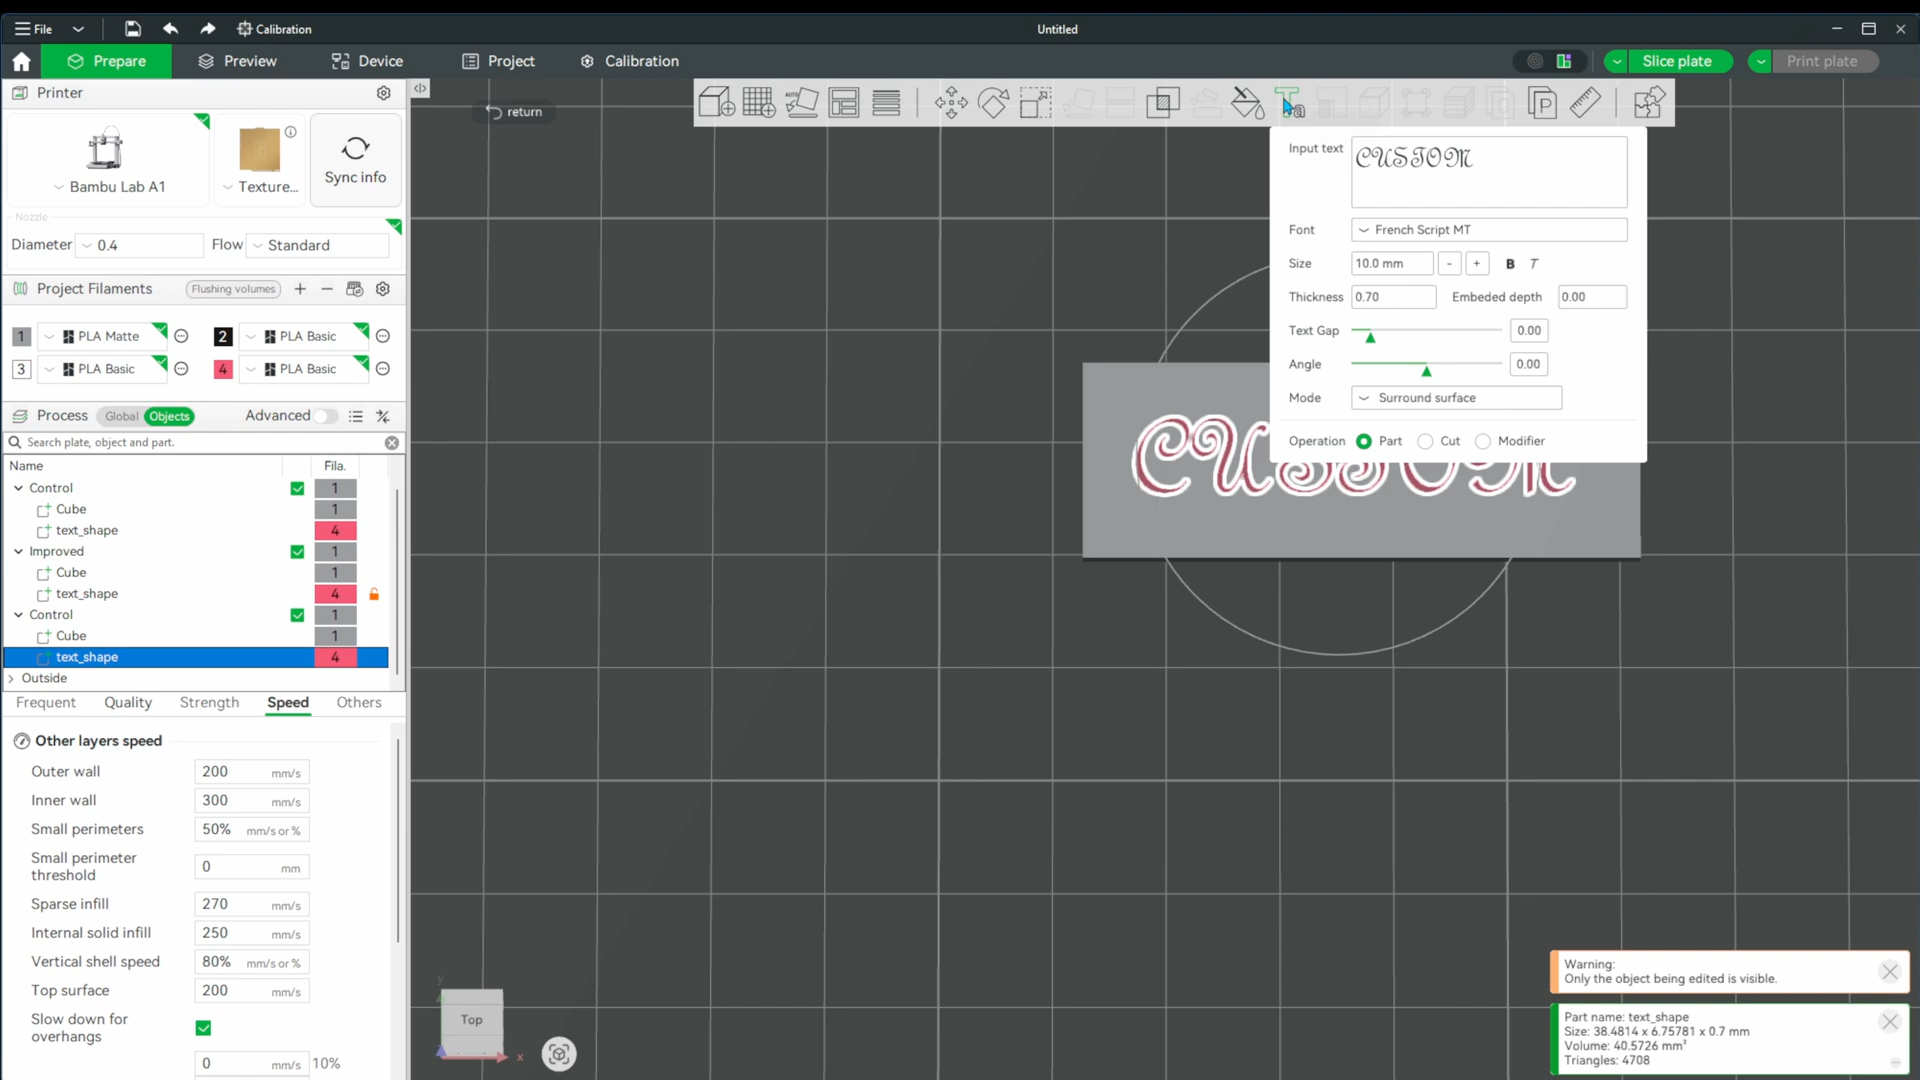 File
Calibration
Untitled
Prepare
Preview
Device
Project
Calibration
Slice plate
Print plate
Printer
return
Bambu Lab A1
Texture...
Sync info
Nozzle
Diameter
0.4
Flow
Standard
Project Filaments
Flushing volumes
1 PLA Matte
2 PLA Basic
3 PLA Basic
4 PLA Basic
Process
Global
Objects
Advanced
Search plate, object and part.
Name
Fila.
Control 1
Cube 1
text_shape 4
Improved 1
Cube 1
text_shape 4
Control 1
Cube 1
text_shape 4
Outside
Frequent
Quality
Strength
Speed
Others
Other layers speed
Outer wall 200 mm/s
Inner wall 300 mm/s
Small perimeters 50% mm/s or %
Small perimeter
threshold
0 mm
Sparse infill 270 mm/s
Internal solid infill 250 mm/s
Vertical shell speed 80% mm/s or %
Top surface 200 mm/s
Slow down for
overhangs
0 mm/s 10%
AUTO
Input text
CUSTOM
Font French Script MT
Size 10.0 mm - + B T
Thickness 0.70 Embeded depth 0.00
Text Gap 0.00
Angle 0.00
Mode Surround surface
Operation Part Cut Modifier
CUSTOM
y
Top
x
Warning:
Only the object being edited is visible.
Part name: text_shape
Size: 38.4814 x 6.75781 x 0.7 mm
Volume: 40.5726 mm³
Triangles: 4708